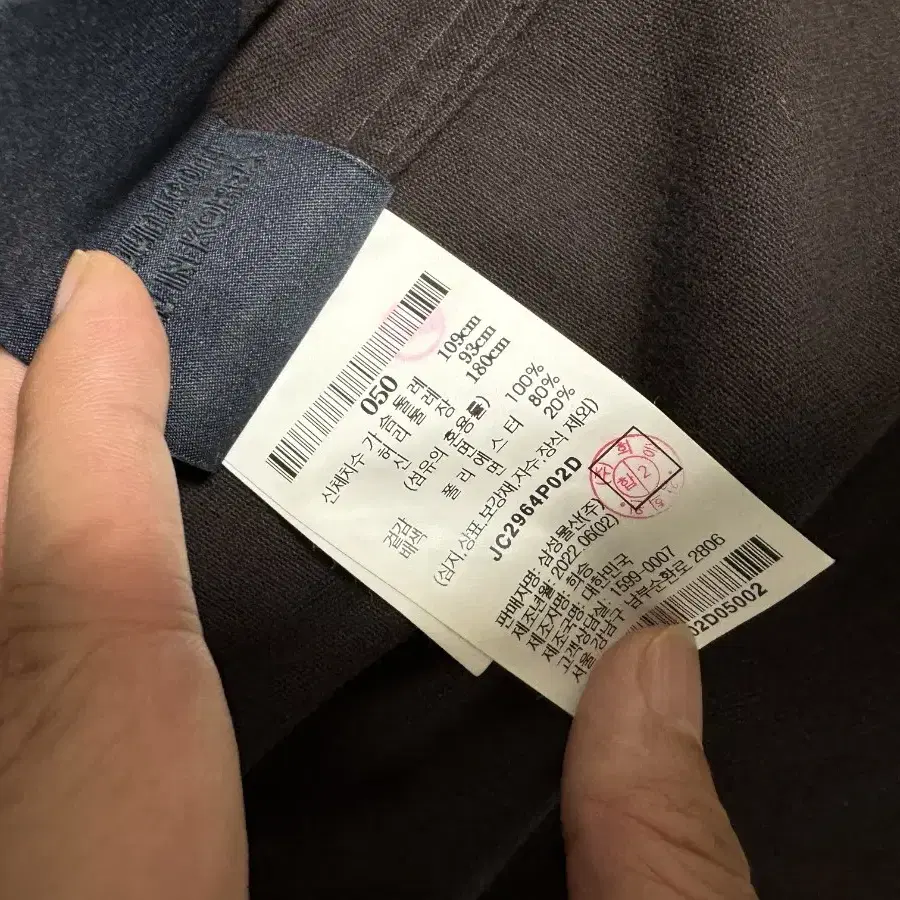 050
신체치수 가슴둘레 109cm
허리둘레 93cm
신장 180cm
(섬유의 혼용률)
겉감 면 100%
배색 폴리에스터 80%
면 20%
(심지,상표,보강재,자수·장식 제외)
JC2964P02D
판매자명: 삼성물산(주)
제조년월: 2022.06(02)
제조자명: 희승
제조국명: 대한민국
고객상담실: 1599-0007
서울 강남구 남부순환로 2806
02D05002